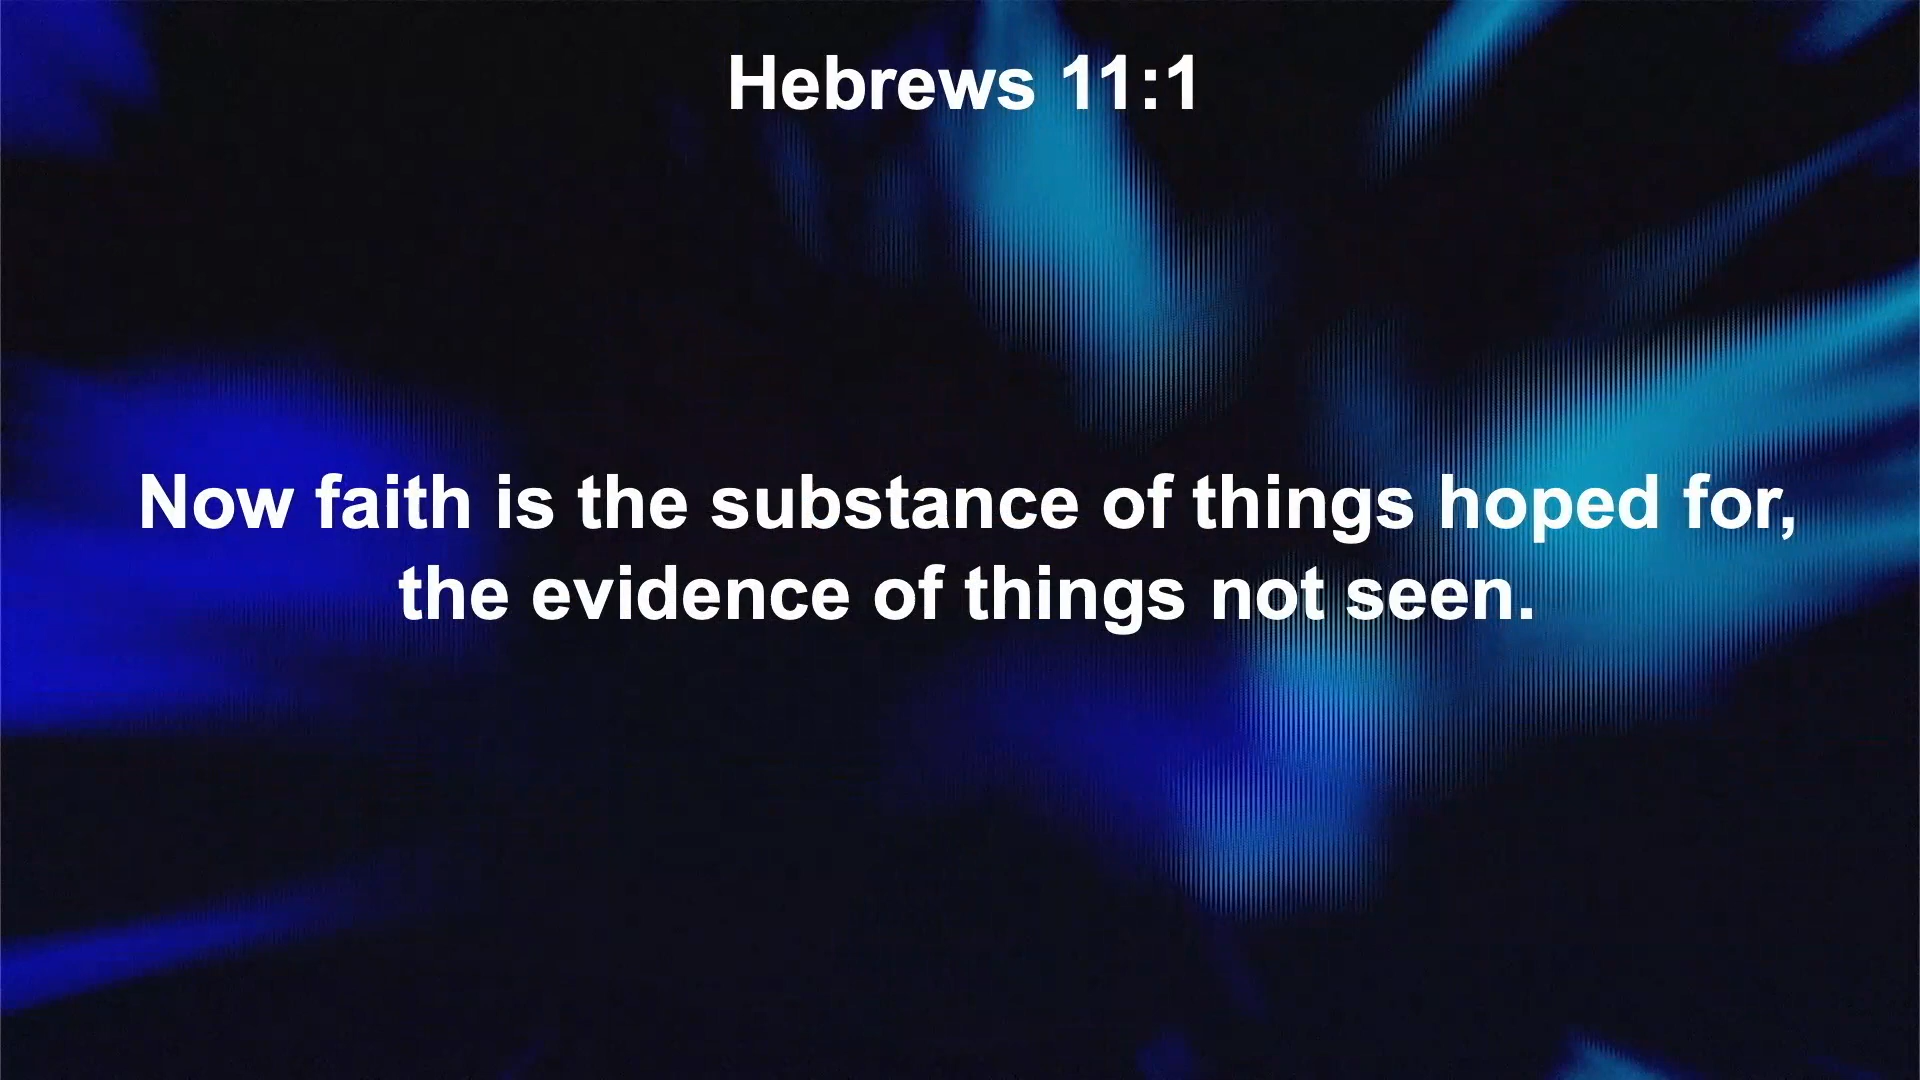 Hebrews 11:1
Now faith is the substance of things hoped for,
the evidence of things not seen.